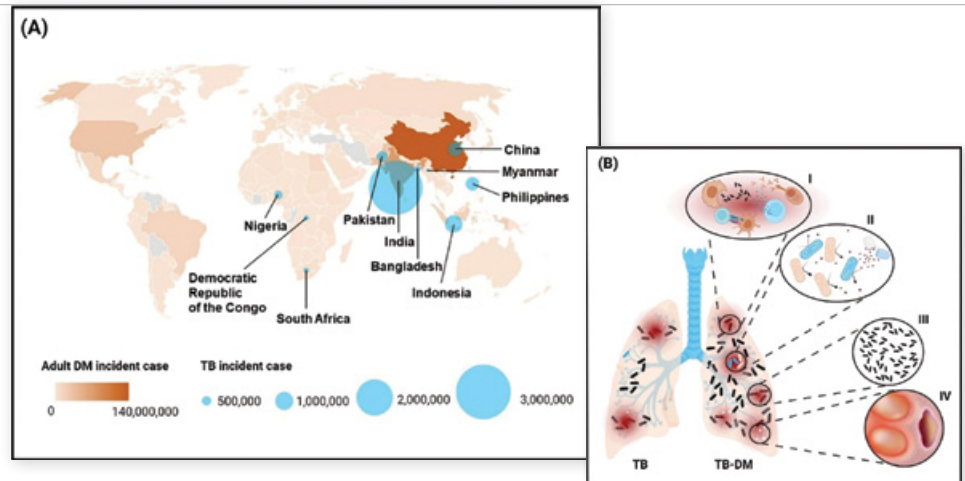 (A)
China
Myanmar
Philippines
Nigeria
Pakistan
India
Bangladesh
Indonesia
Democratic
Republic
of the Congo
South Africa
Adult DM incident case
0
140,000,000
TB incident case
500,000
1,000,000
2,000,000
3,000,000
(B)
I
II
III
IV
TB
TB-DM